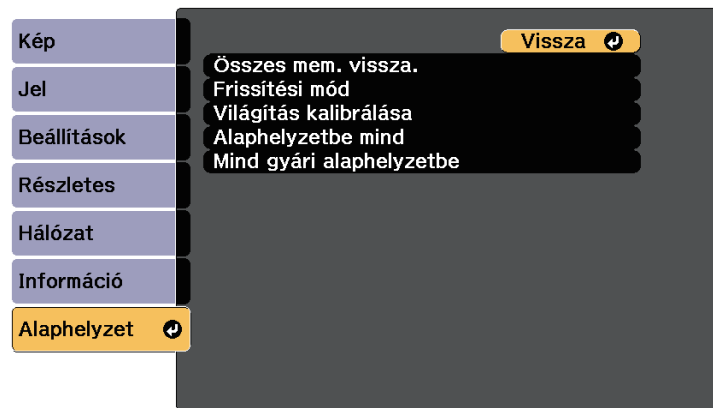 Kép
Jel
Beállítások
Részletes
Hálózat
Információ
Alaphelyzet
Vissza
Összes mem. vissza.
Frissítési mód
Világítás kalibrálása
Alaphelyzetbe mind
Mind gyári alaphelyzetbe